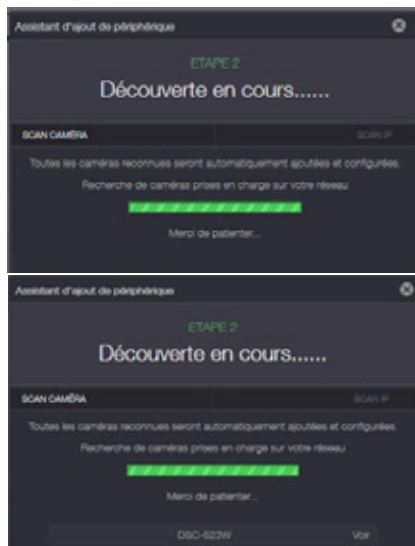 Assistant d'ajout de périphérique
ETAPE 2
Découverte en cours......
SCAN CAMÉRA
SCAN IP
Toutes les caméras reconnues seront automatiquement ajoutées et configurées.
Recherche de caméras prises en charge sur votre réseau
Merci de patienter...
Assistant d'ajout de périphérique
ETAPE 2
Découverte en cours......
SCAN CAMÉRA
SCAN IP
Toutes les caméras reconnues seront automatiquement ajoutées et configurées.
Recherche de caméras prises en charge sur votre réseau
Merci de patienter...
DSC-523W Voir